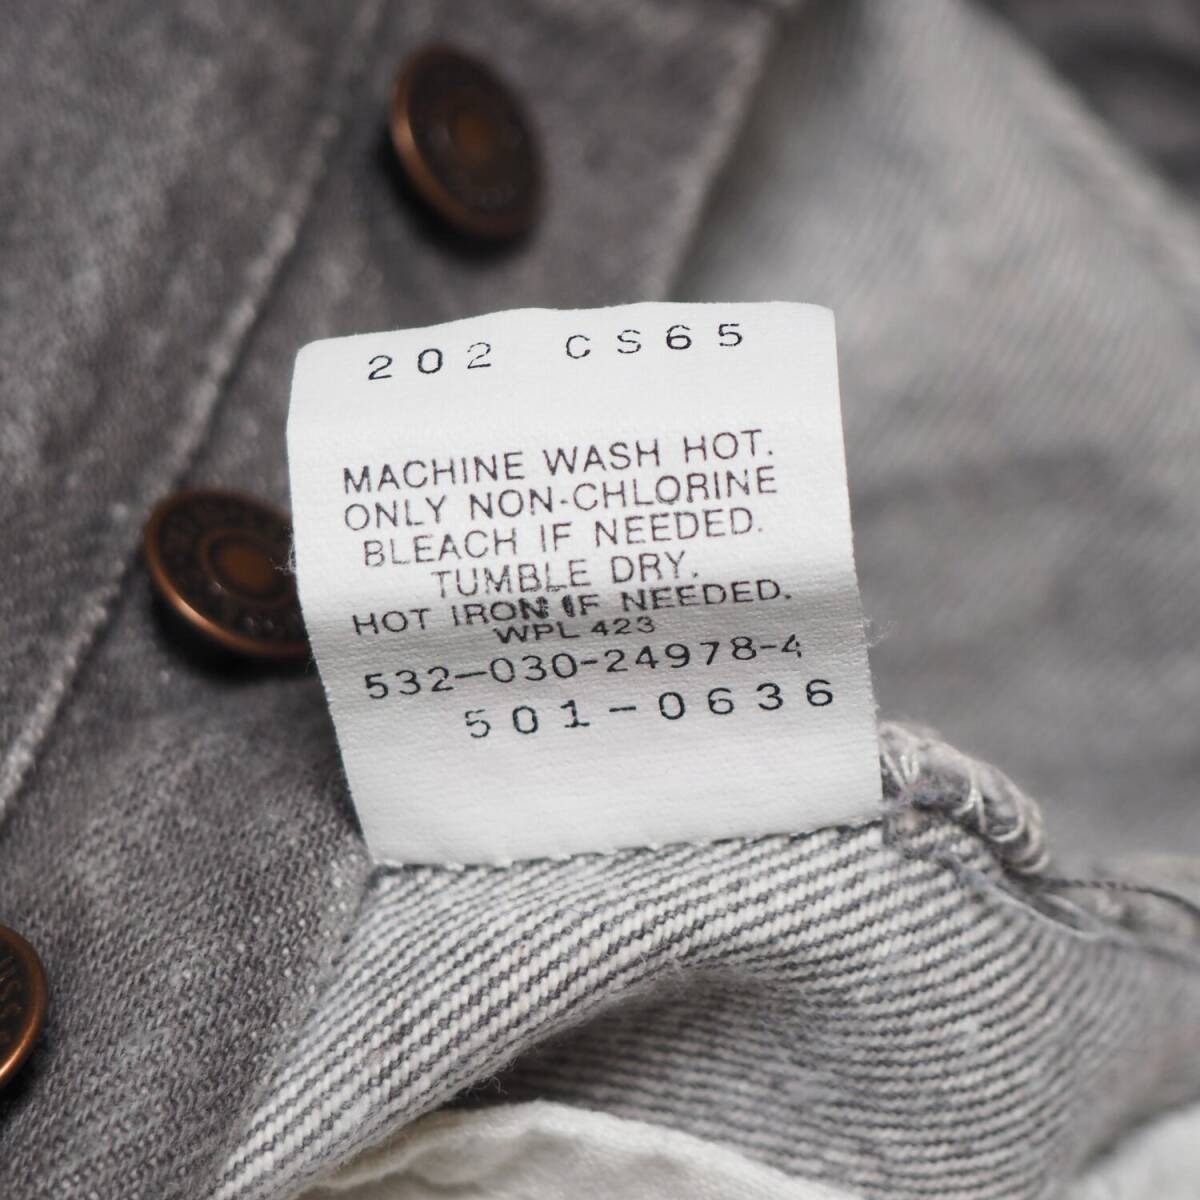 202 CS65
MACHINE WASH HOT.
ONLY NON-CHLORINE
BLEACH IF NEEDED.
TUMBLE DRY.
HOT IRON IF NEEDED.
WPL 423
532-030-24978-4
501-0636